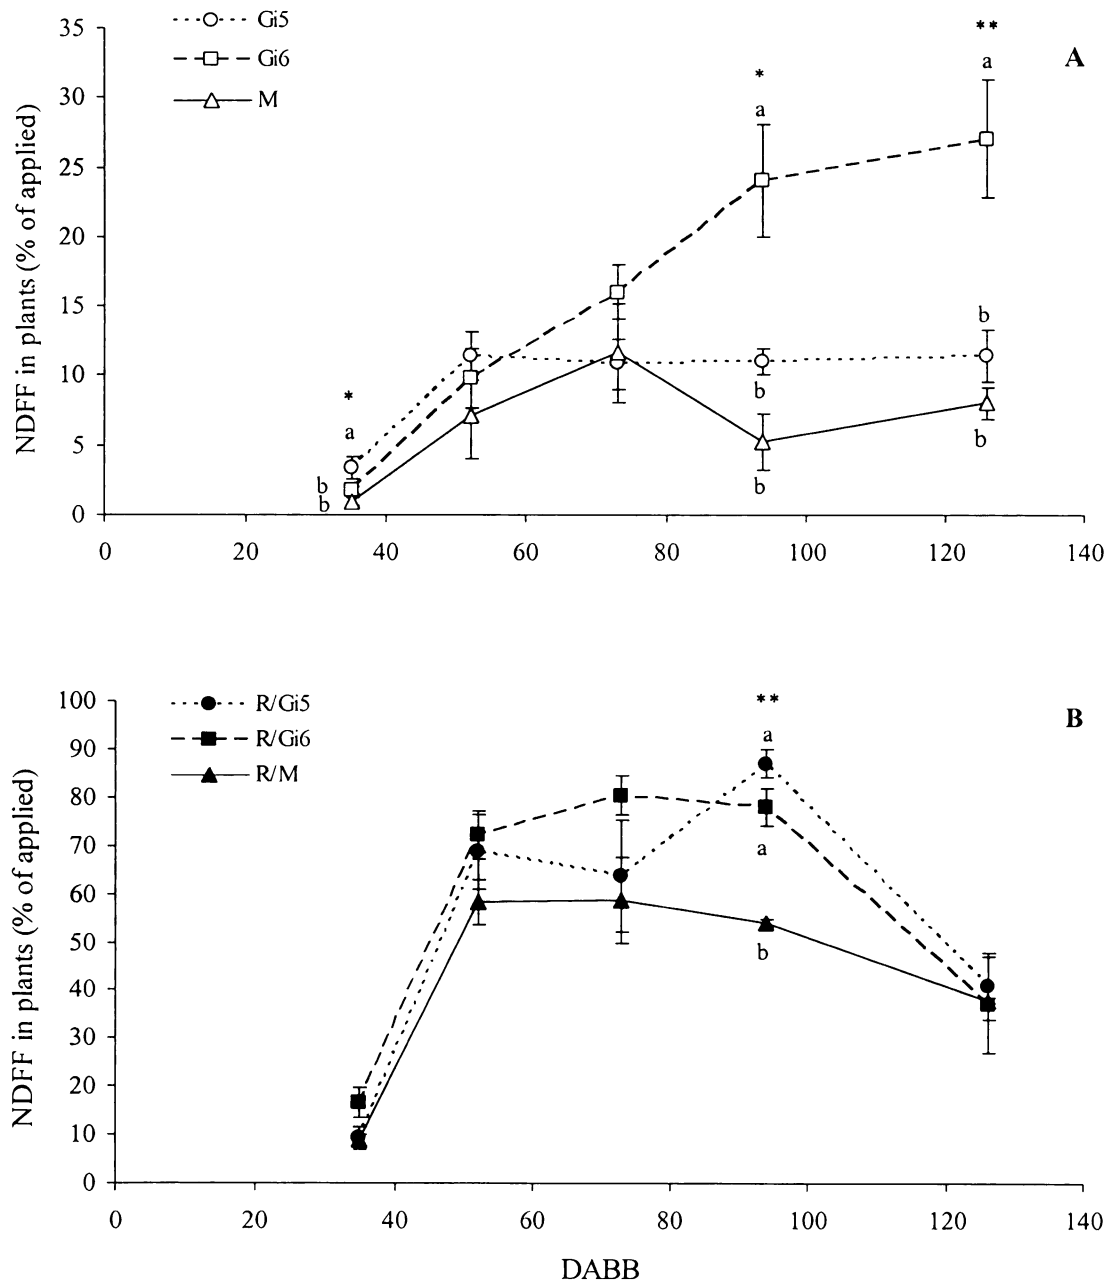 Gi5
Gi6
M
A
NDFF in plants (% of applied)
35
30
25
20
15
10
5
0
* *
a
*
a
b
*
a
b
b
b
b
b
0 20 40 60 80 100 120 140
R/Gi5
R/Gi6
R/M
B
NDFF in plants (% of applied)
100
90
80
70
60
50
40
30
20
10
0
* *
a
a
b
0 20 40 60 80 100 120 140
DABB